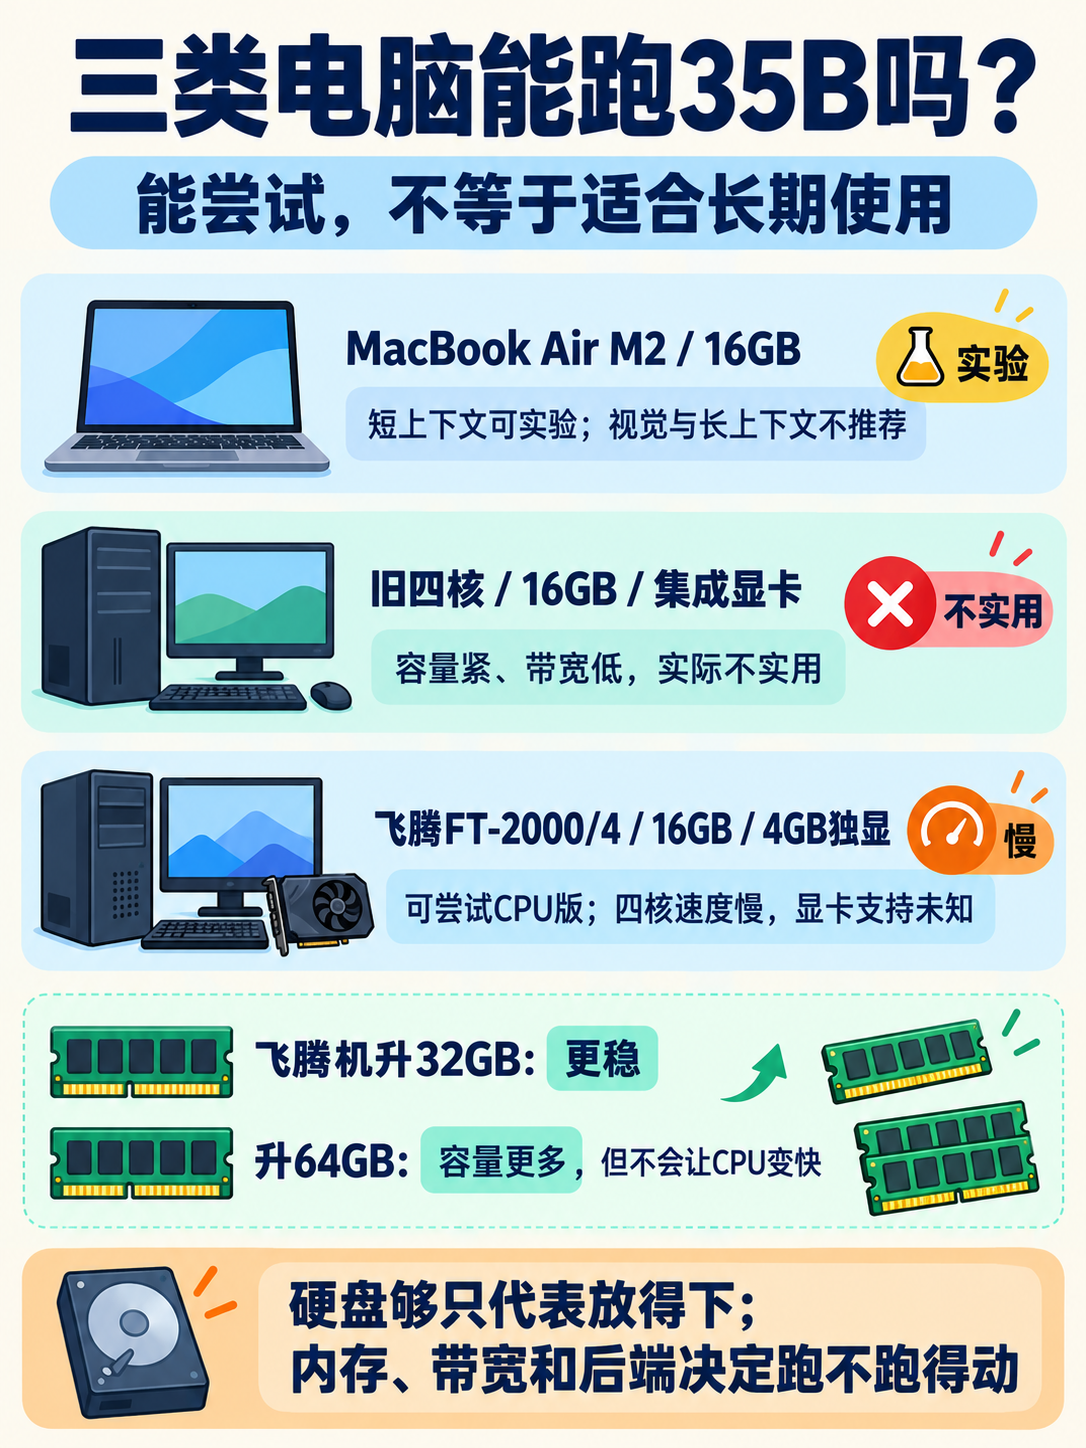 三类电脑能跑35B吗？
能尝试，不等于适合长期使用
MacBook Air M2 / 16GB
实验
短上下文可实验；视觉与长上下文不推荐
旧四核 / 16GB / 集成显卡
不实用
容量紧、带宽低，实际不实用
飞腾FT-2000/4 / 16GB / 4GB独显
慢
可尝试CPU版；四核速度慢，显卡支持未知
飞腾机升32GB：更稳
升64GB：容量更多，但不会让CPU变快
硬盘够只代表放得下；
内存、带宽和后端决定跑不跑得动